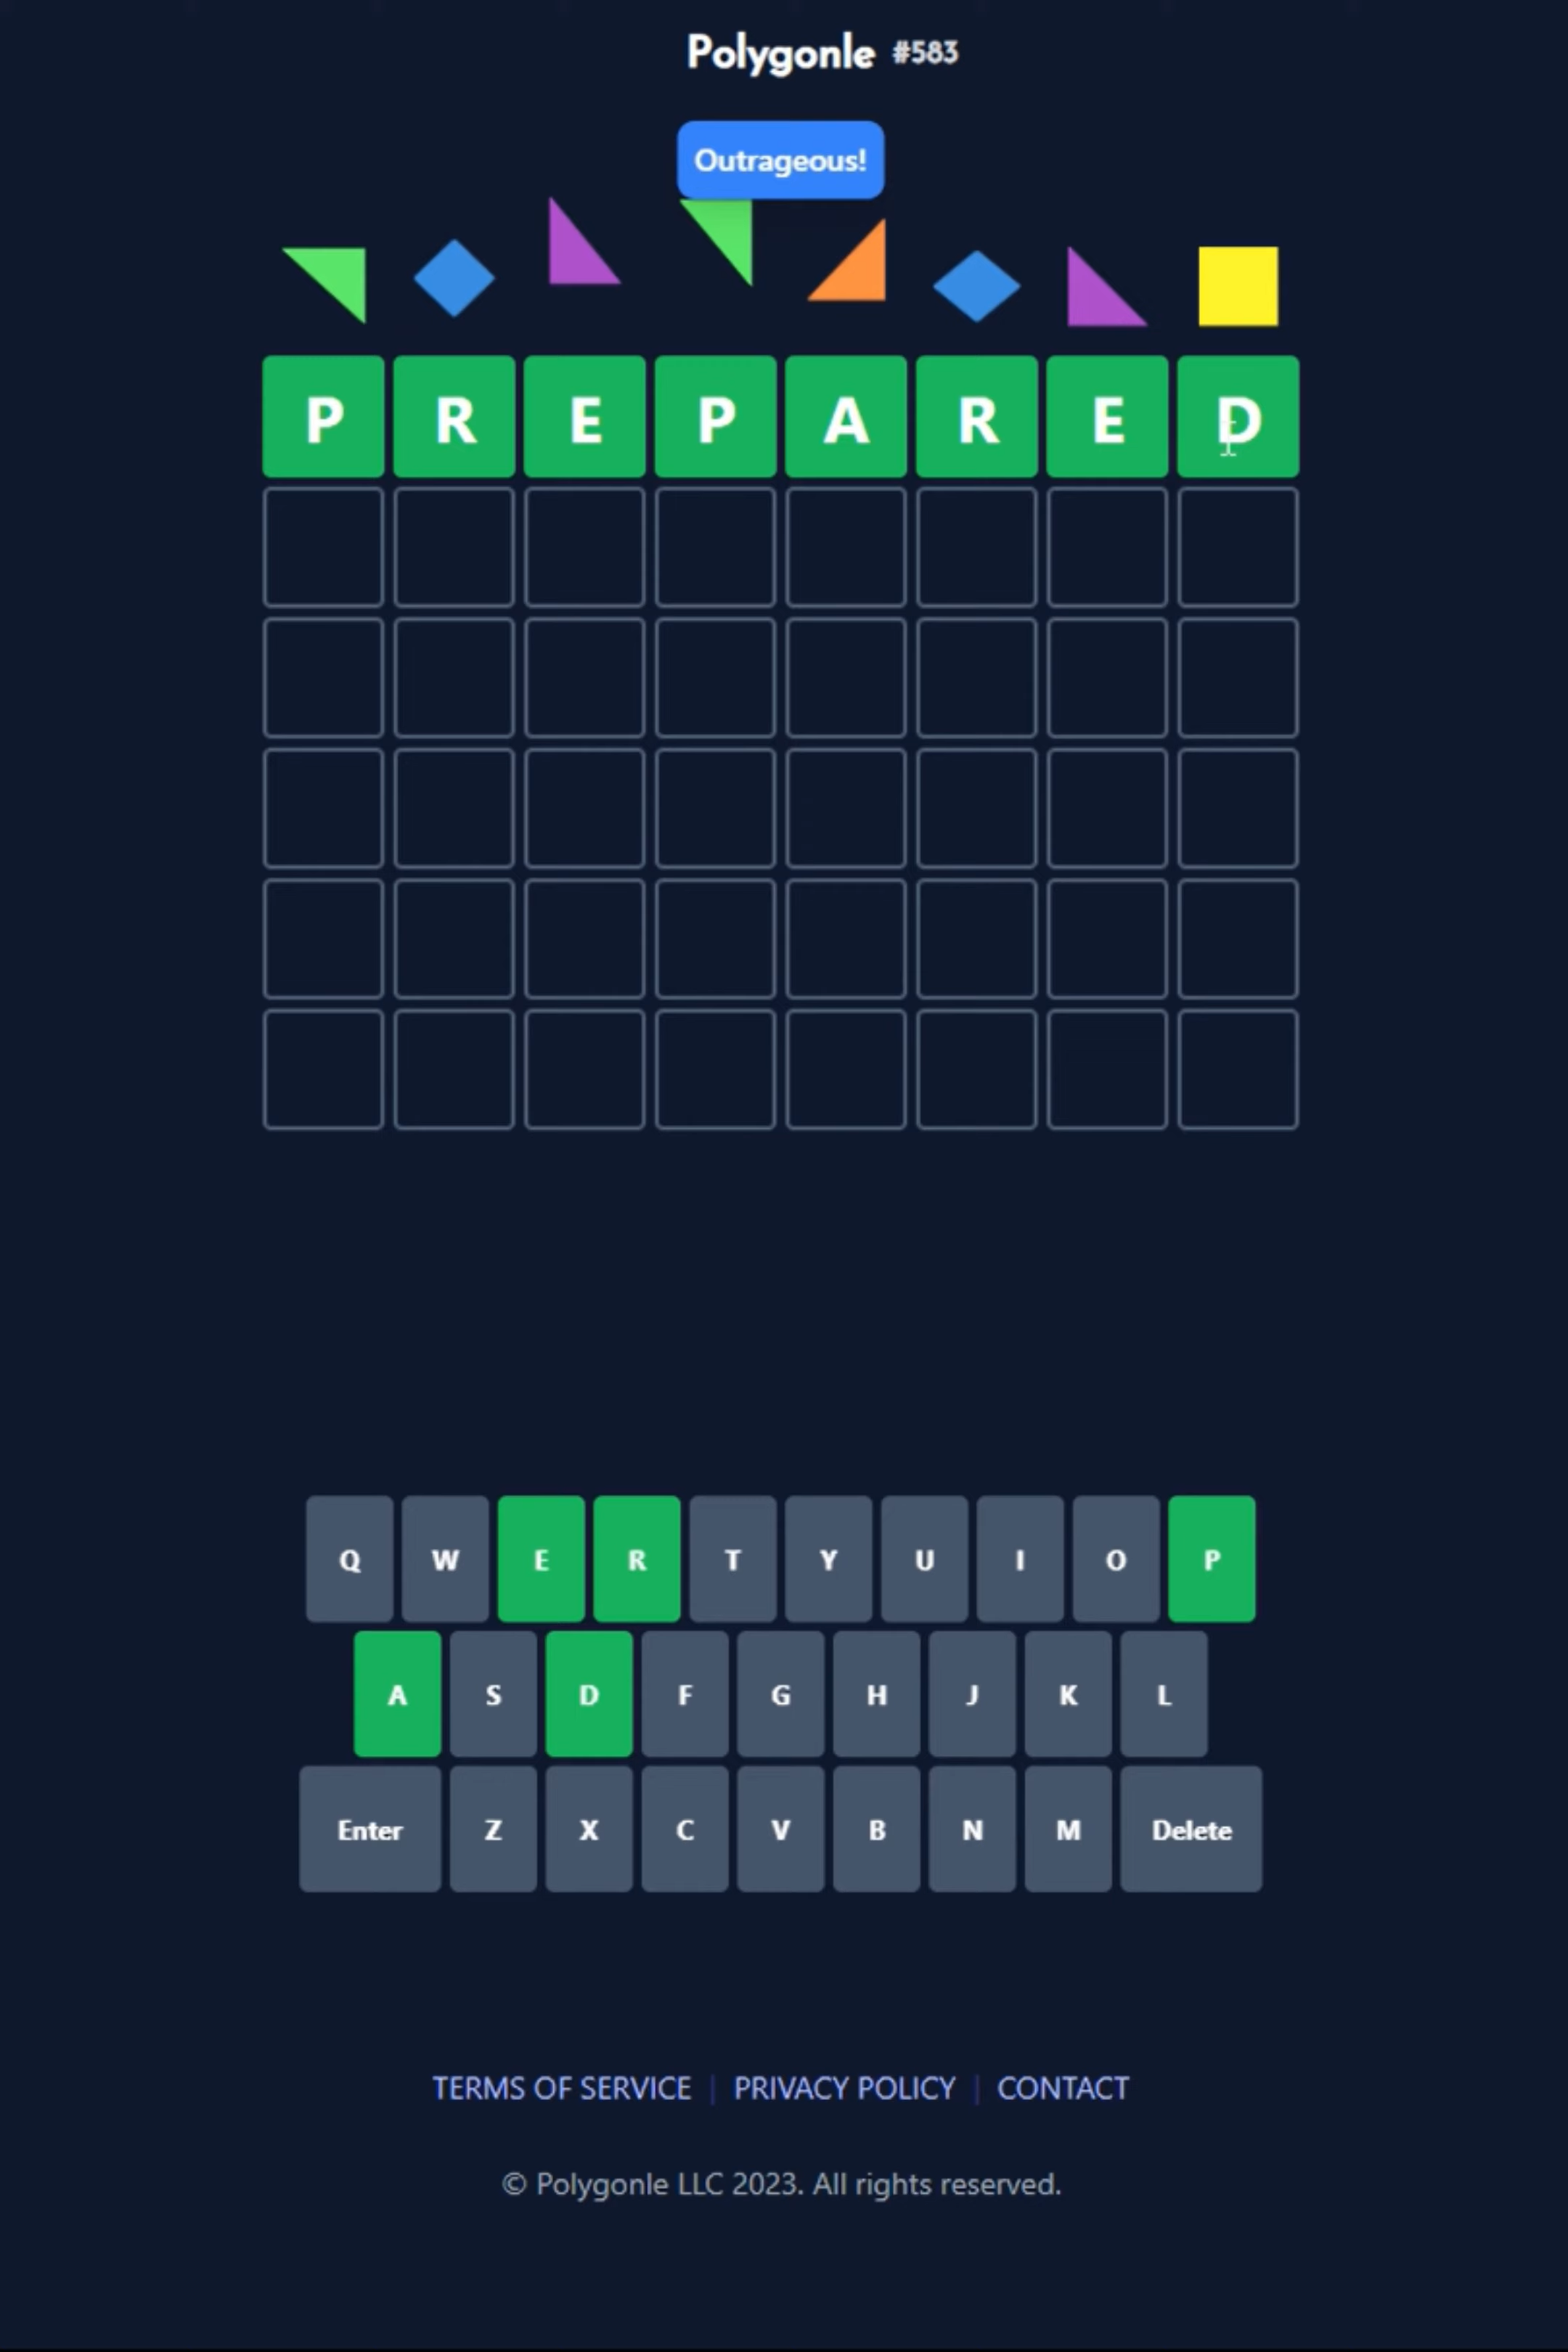 Polygonle #583
Outrageous!
P R E P A R E D
Q W E R T Y U I O P
A S D F G H J K L
Enter Z X C V B N M Delete
TERMS OF SERVICE | PRIVACY POLICY | CONTACT
© Polygonle LLC 2023. All rights reserved.